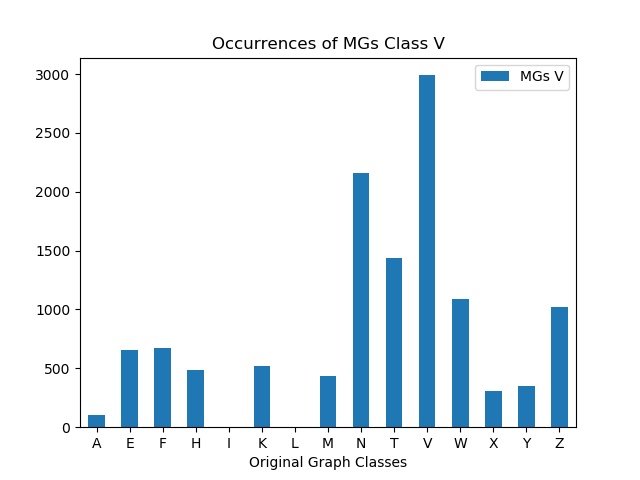 Occurrences of MGs Class V
MGs V
3000
2500
2000
1500
1000
500
0
A E F H I K L M N T V W X Y Z
Original Graph Classes